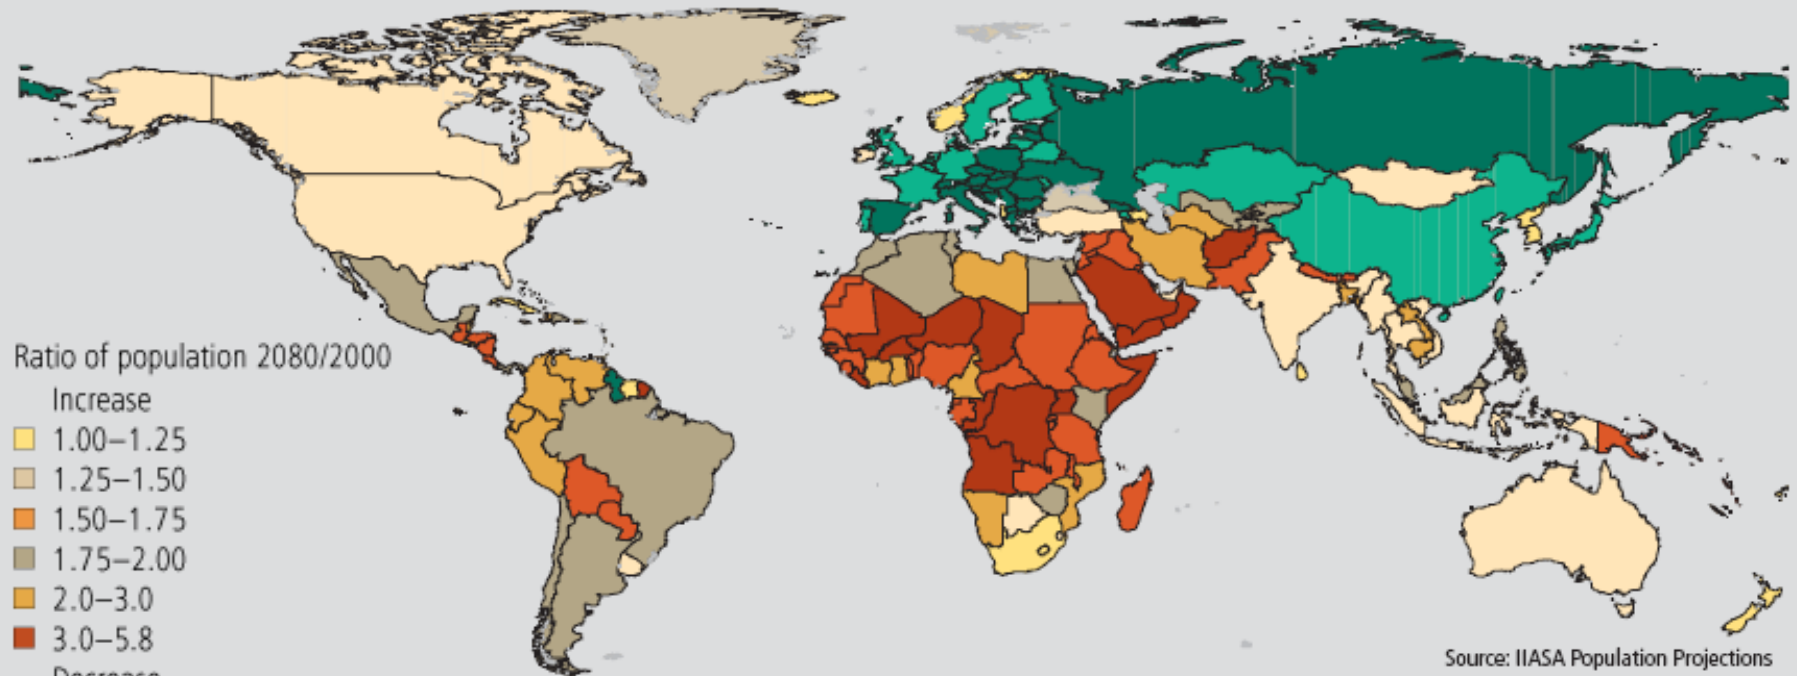 Ratio of population 2080/2000
Increase
1.00–1.25
1.25–1.50
1.50–1.75
1.75–2.00
2.0–3.0
3.0–5.8
Decrease
Source: IIASA Population Projections